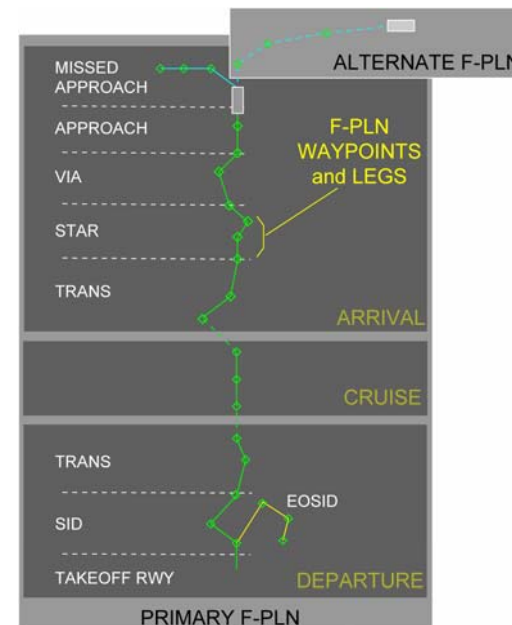 ALTERNATE F-PLN
MISSED
APPROACH
APPROACH
F-PLN
WAYPOINTS
and LEGS
VIA
STAR
TRANS
ARRIVAL
CRUISE
TRANS
EOSID
SID
TAKEOFF RWY
DEPARTURE
PRIMARY F-PLN